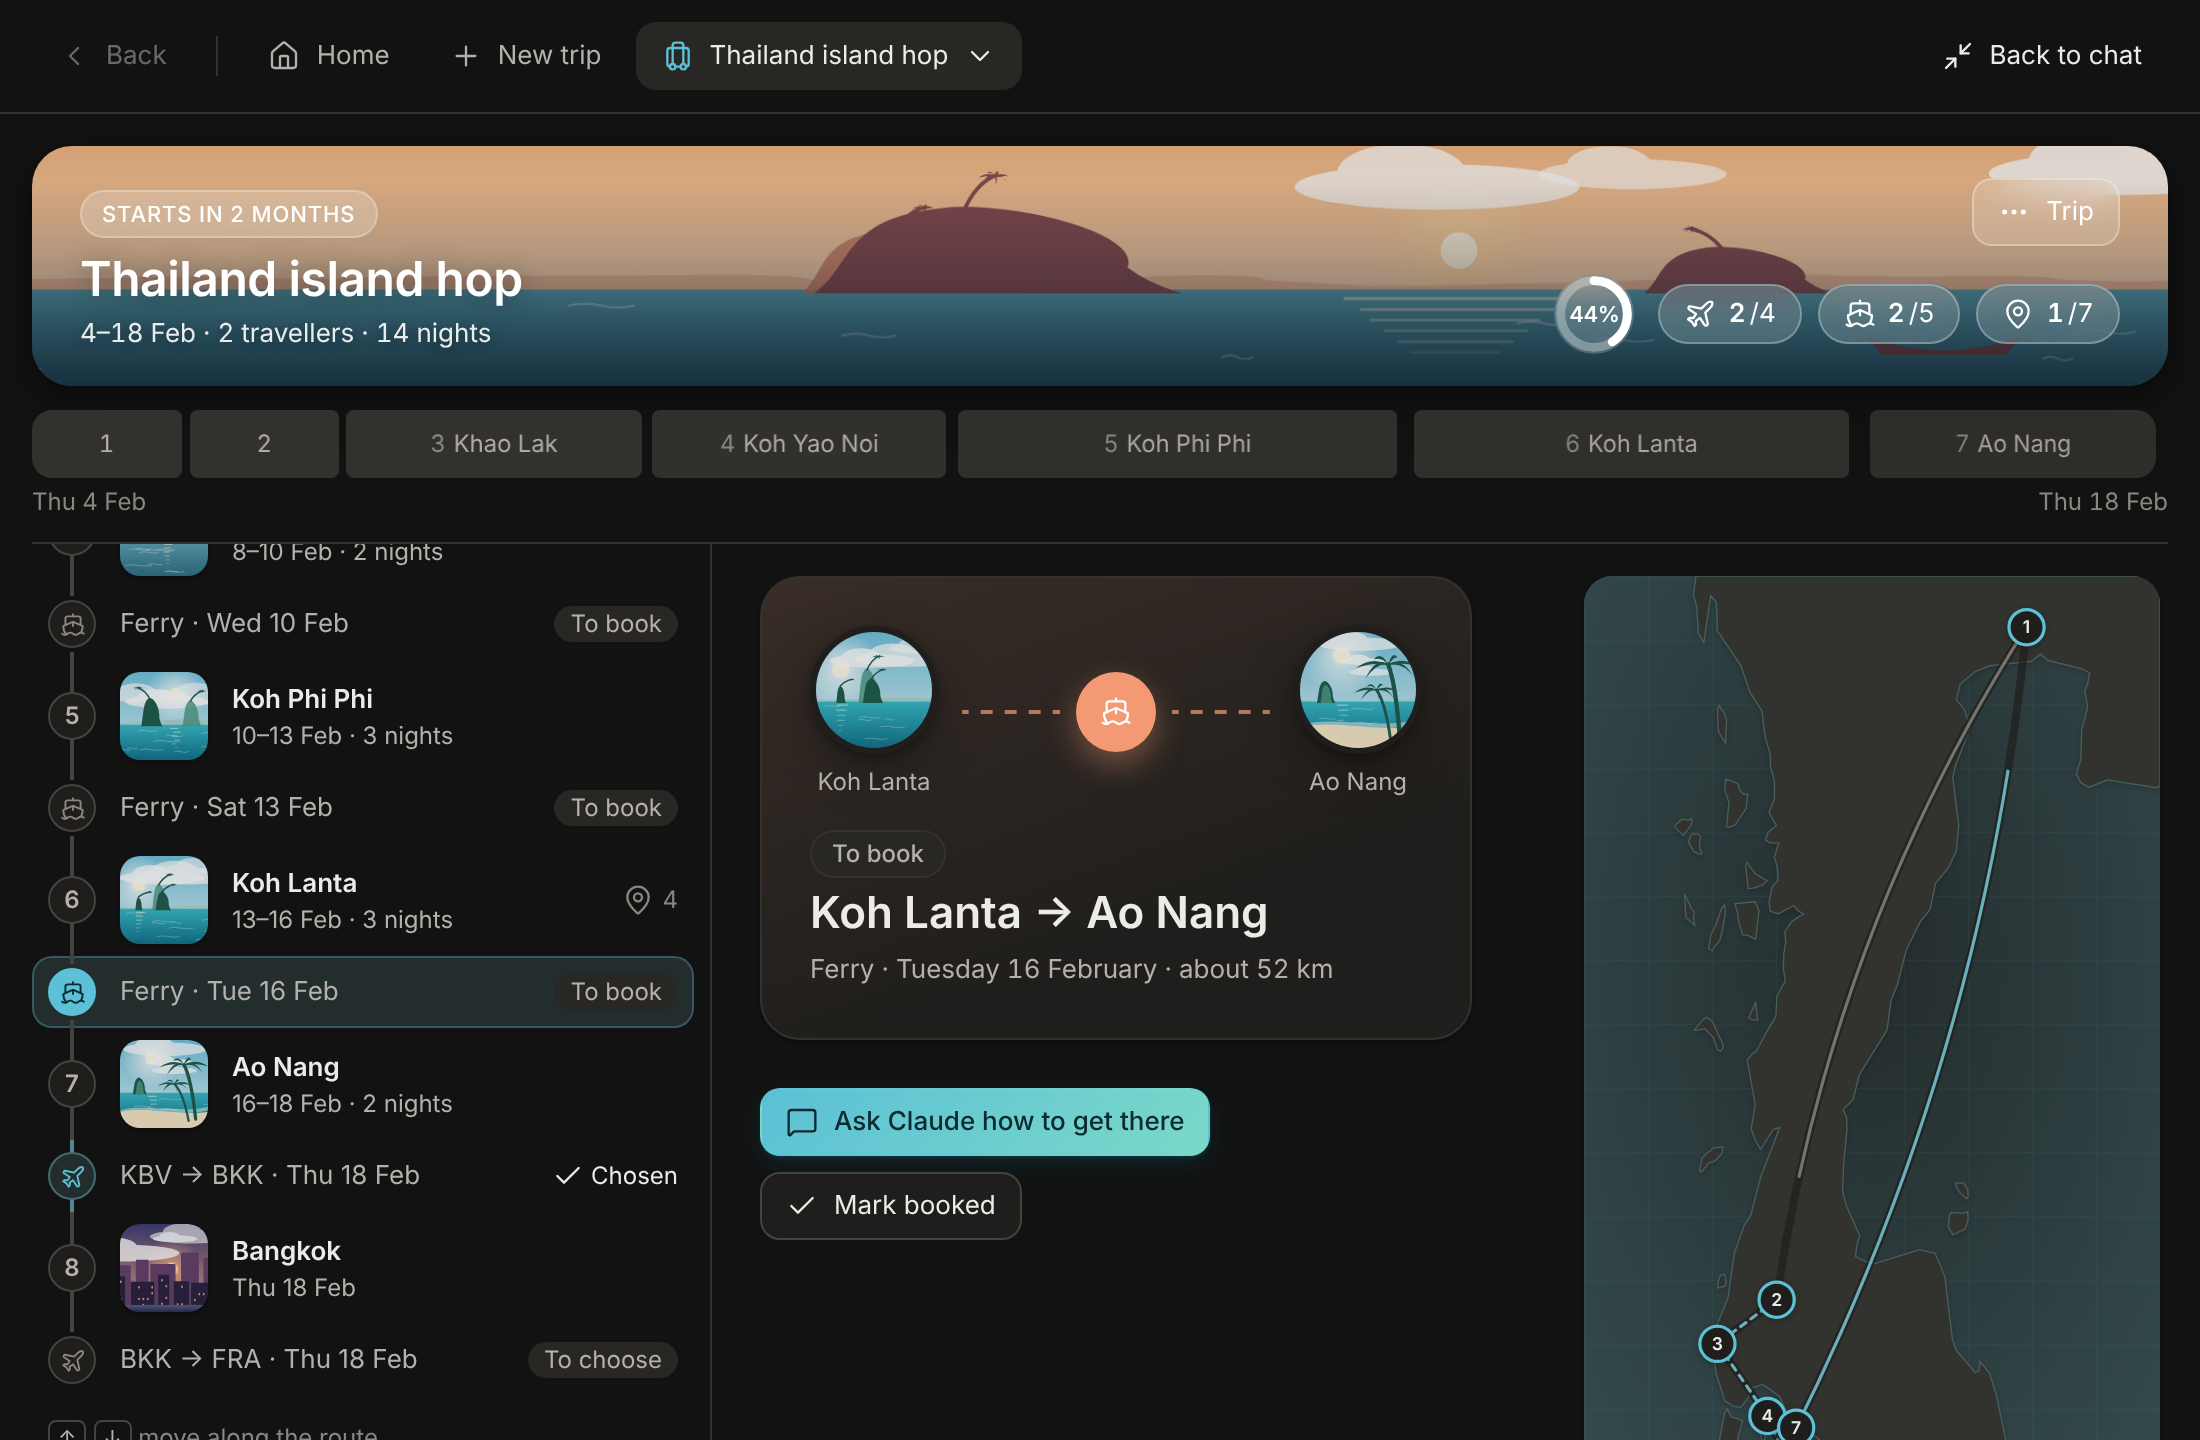 Back
Home
New trip
Thailand island hop
Back to chat
STARTS IN 2 MONTHS
Trip
Thailand island hop
4–18 Feb · 2 travellers · 14 nights
44%
2/4
2/5
1/7
1
2
3 Khao Lak
4 Koh Yao Noi
5 Koh Phi Phi
6 Koh Lanta
7 Ao Nang
Thu 4 Feb
Thu 18 Feb
8–10 Feb · 2 nights
Ferry · Wed 10 Feb
To book
5
Koh Phi Phi
10–13 Feb · 3 nights
Ferry · Sat 13 Feb
To book
6
Koh Lanta
13–16 Feb · 3 nights
4
Ferry · Tue 16 Feb
To book
7
Ao Nang
16–18 Feb · 2 nights
KBV → BKK · Thu 18 Feb
Chosen
8
Bangkok
Thu 18 Feb
BKK → FRA · Thu 18 Feb
To choose
↑ ↓ move along the route
Koh Lanta
Ao Nang
To book
Koh Lanta → Ao Nang
Ferry · Tuesday 16 February · about 52 km
Ask Claude how to get there
Mark booked
1
2
3
4
7